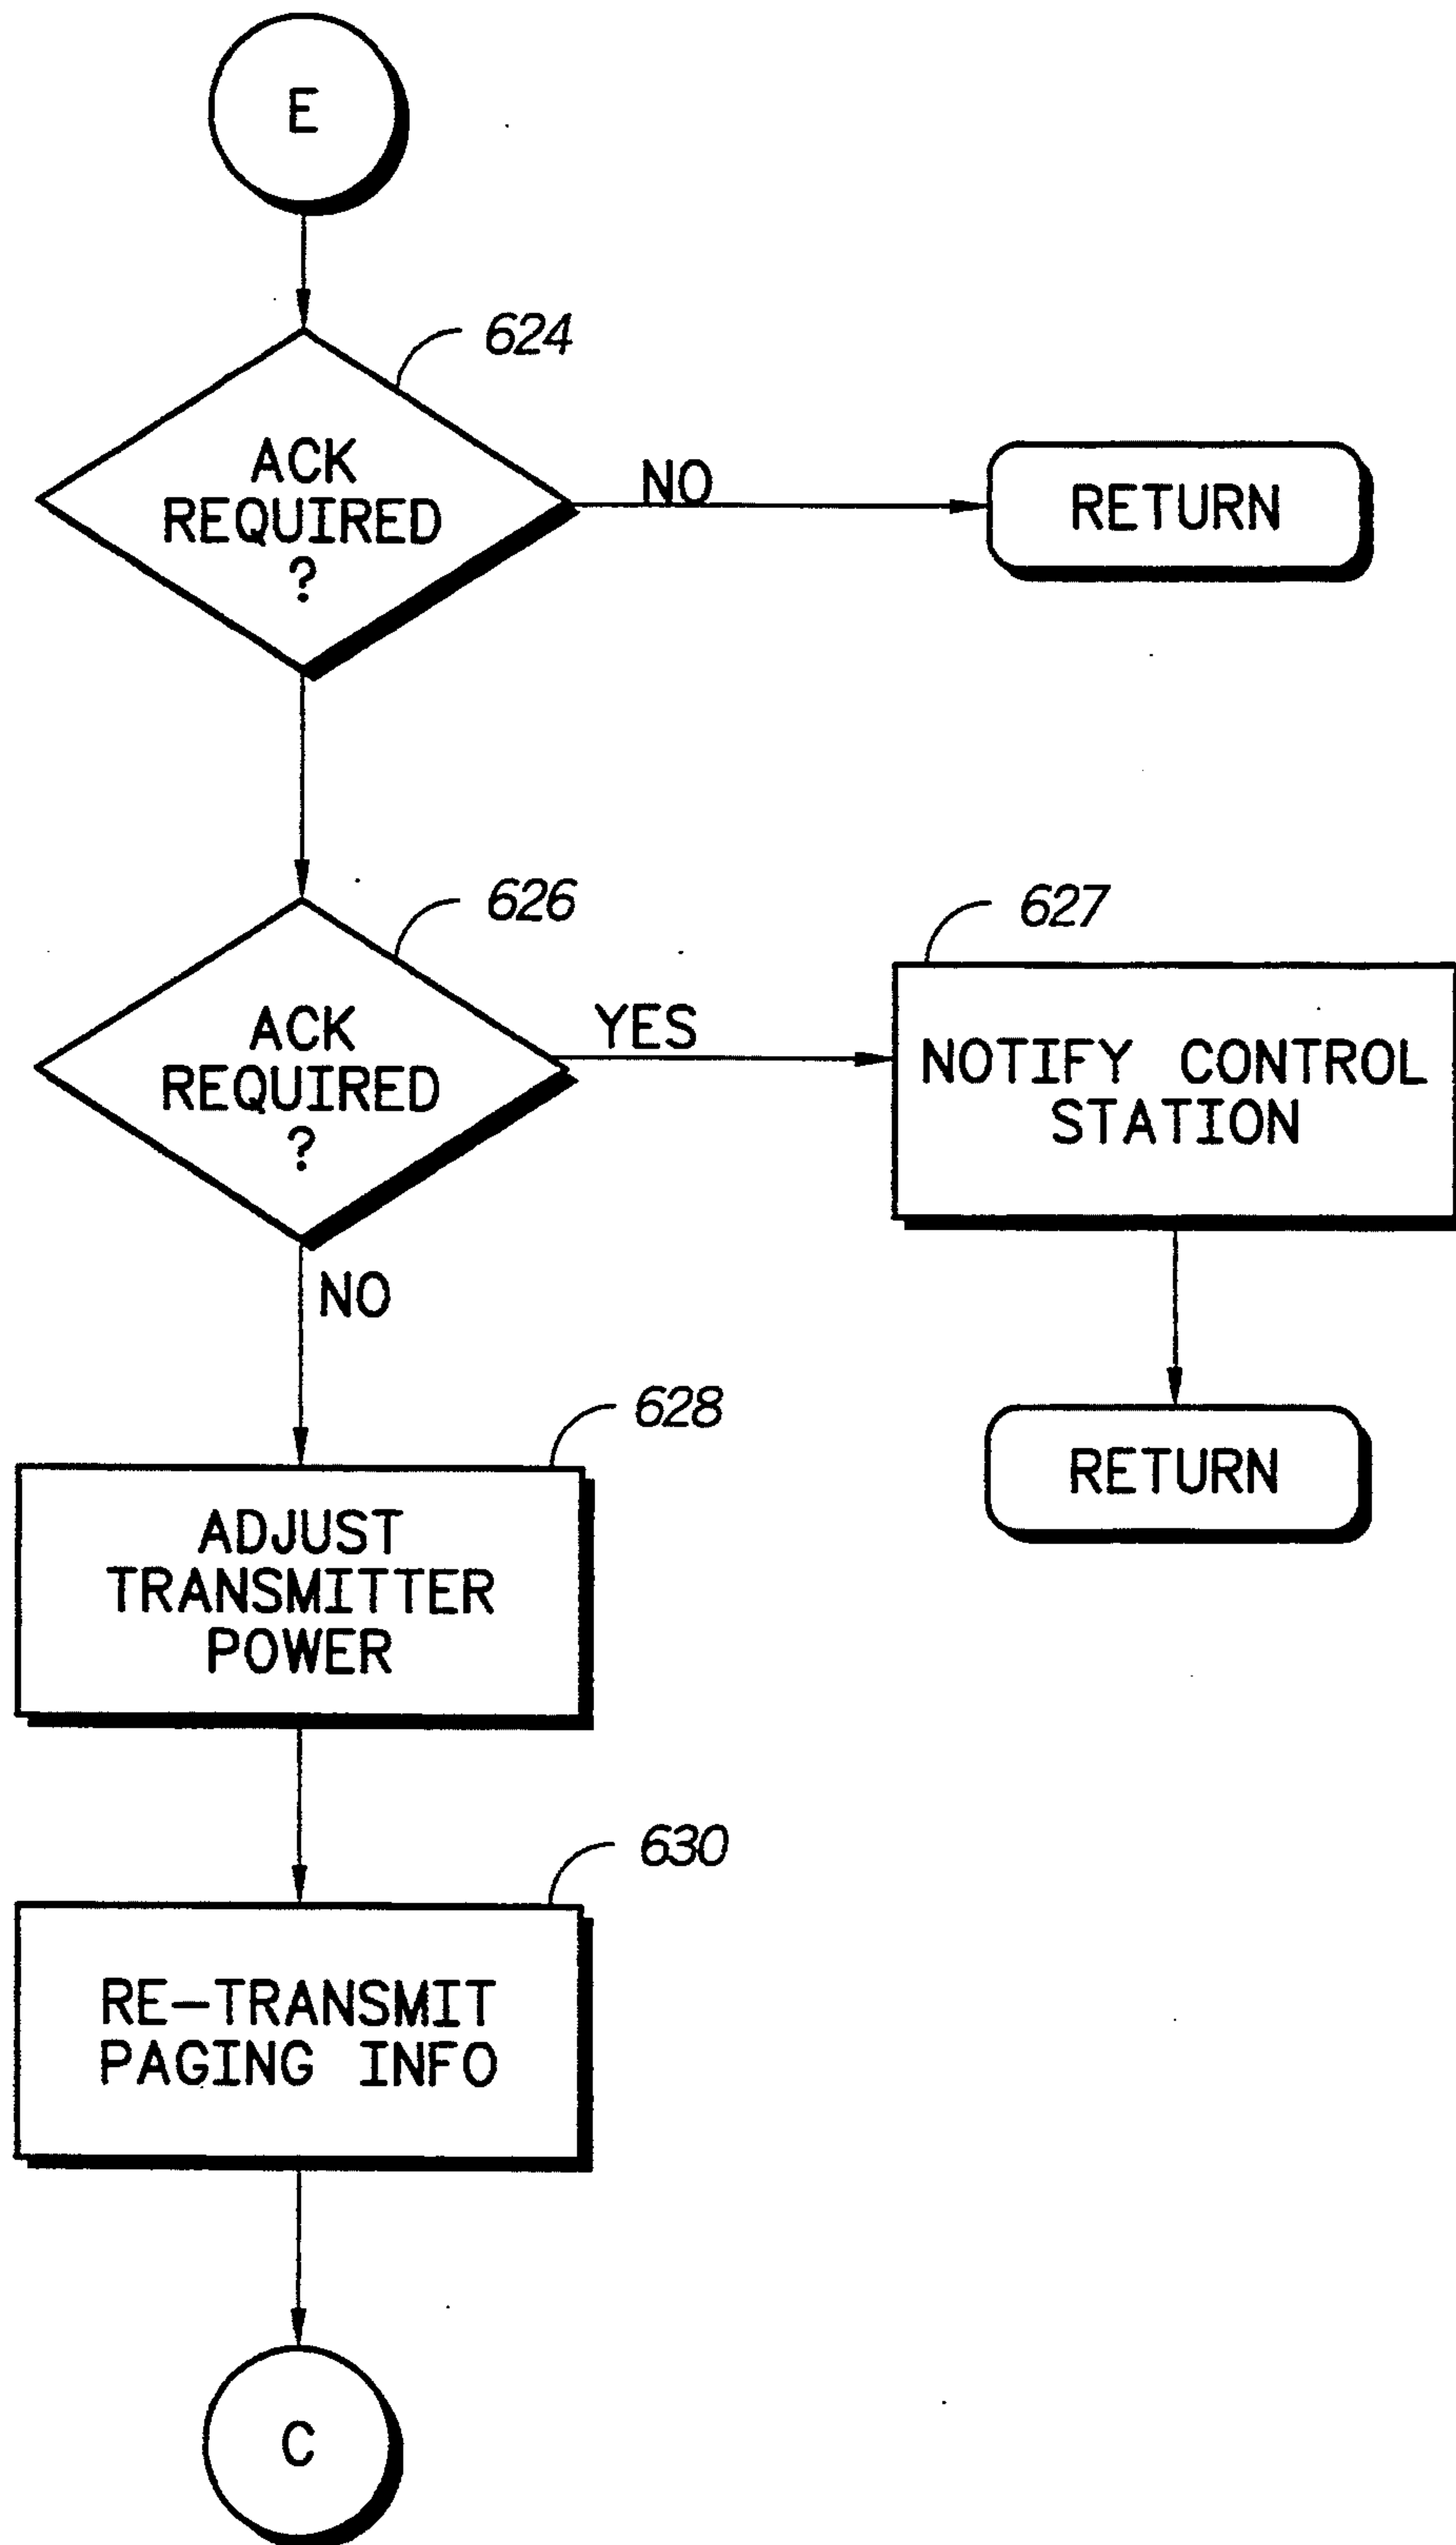 E
624
ACK
REQUIRED
?
NO
RETURN
626
ACK
REQUIRED
?
YES
627
NOTIFY CONTROL
STATION
NO
RETURN
628
ADJUST
TRANSMITTER
POWER
630
RE-TRANSMIT
PAGING INFO
C